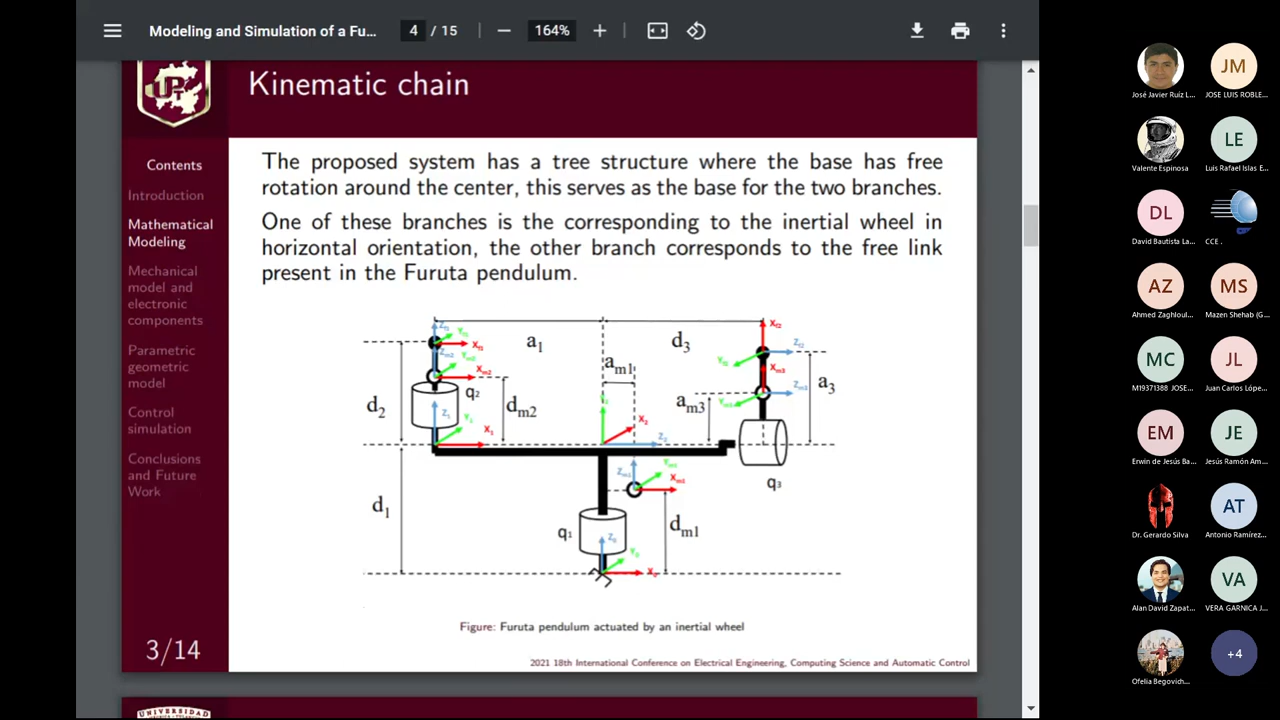 Modeling and Simulation of a Fu...
4 / 15
164%
Kinematic chain
Contents
Introduction
Mathematical
Modeling
Mechanical
model and
electronic
components
Parametric
geometric
model
Control
simulation
Conclusions
and Future
Work
3/14
The proposed system has a tree structure where the base has free
rotation around the center, this serves as the base for the two branches.
One of these branches is the corresponding to the inertial wheel in
horizontal orientation, the other branch corresponds to the free link
present in the Furuta pendulum.
a1
d3
am1
a3
d2
q2
dm2
am3
q3
d1
q1
dm1
Figure: Furuta pendulum actuated by an inertial wheel
2021 18th International Conference on Electrical Engineering, Computing Science and Automatic Control
UNIVERSIDAD
JM
José Javier Ruíz L...
JOSE LUIS ROBLE...
LE
Valente Espinosa
Luis Rafael Islas E...
DL
David Bautista La...
CCE .
AZ
MS
Ahmed Zaghloul...
Mazen Shehab (G...
MC
JL
M19371388 JOSE...
Juan Carlos Lópe...
EM
JE
Erwin de Jesús Ba...
Jesús Ramón Am...
AT
Dr. Gerardo Silva
Antonio Ramírez...
VA
Alan David Zapat...
VERA GARNICA J...
+4
Ofelia Begovich...